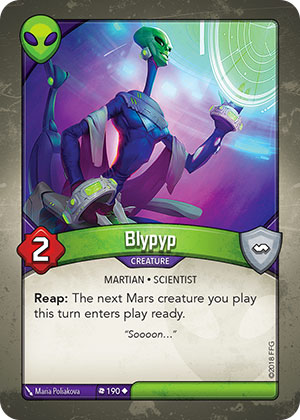 2
Blypyp
CREATURE
MARTIAN • SCIENTIST
Reap: The next Mars creature you play
this turn enters play ready.
“Soooon...”
©2018 FFG
Maria Poliakova
190